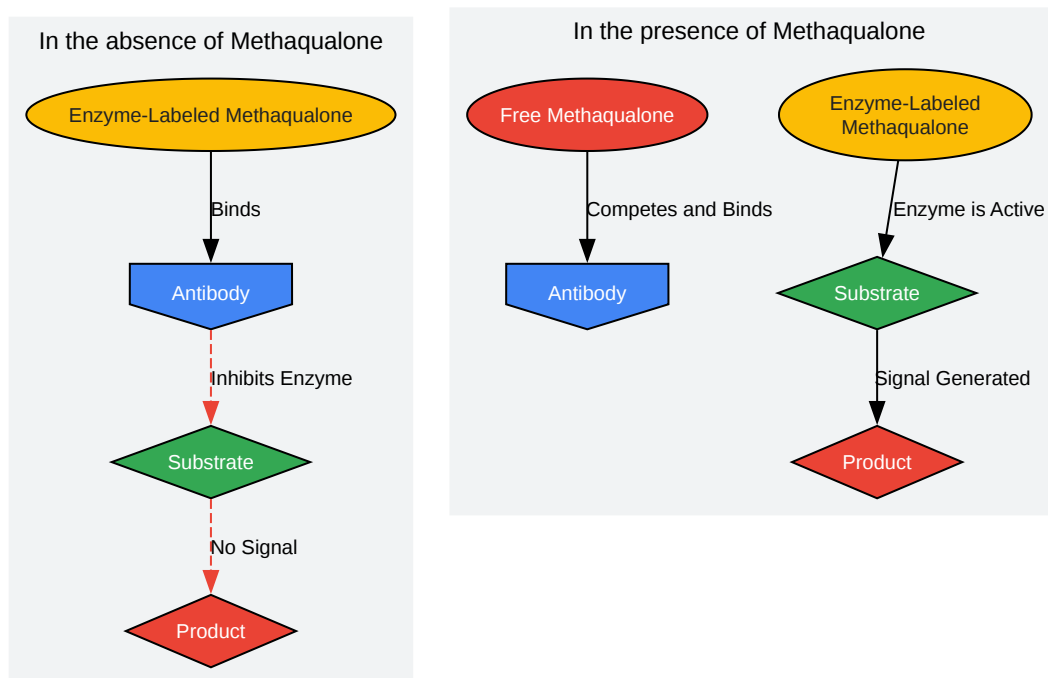 In the absence of Methaqualone
Enzyme-Labeled Methaqualone
Binds
Antibody
Inhibits Enzyme
Substrate
No Signal
Product
In the presence of Methaqualone
Free Methaqualone
Competes and Binds
Antibody
Enzyme-Labeled
Methaqualone
Enzyme is Active
Substrate
Signal Generated
Product